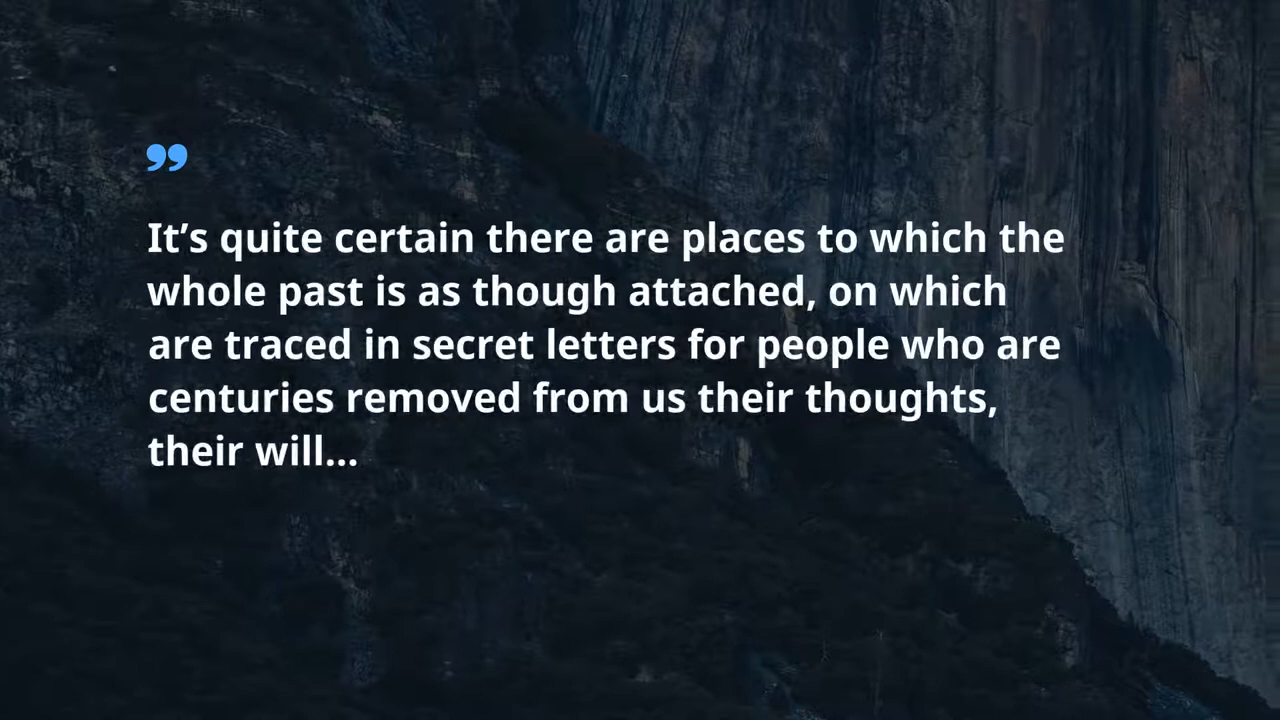 ”
It’s quite certain there are places to which the
whole past is as though attached, on which
are traced in secret letters for people who are
centuries removed from us their thoughts,
their will...